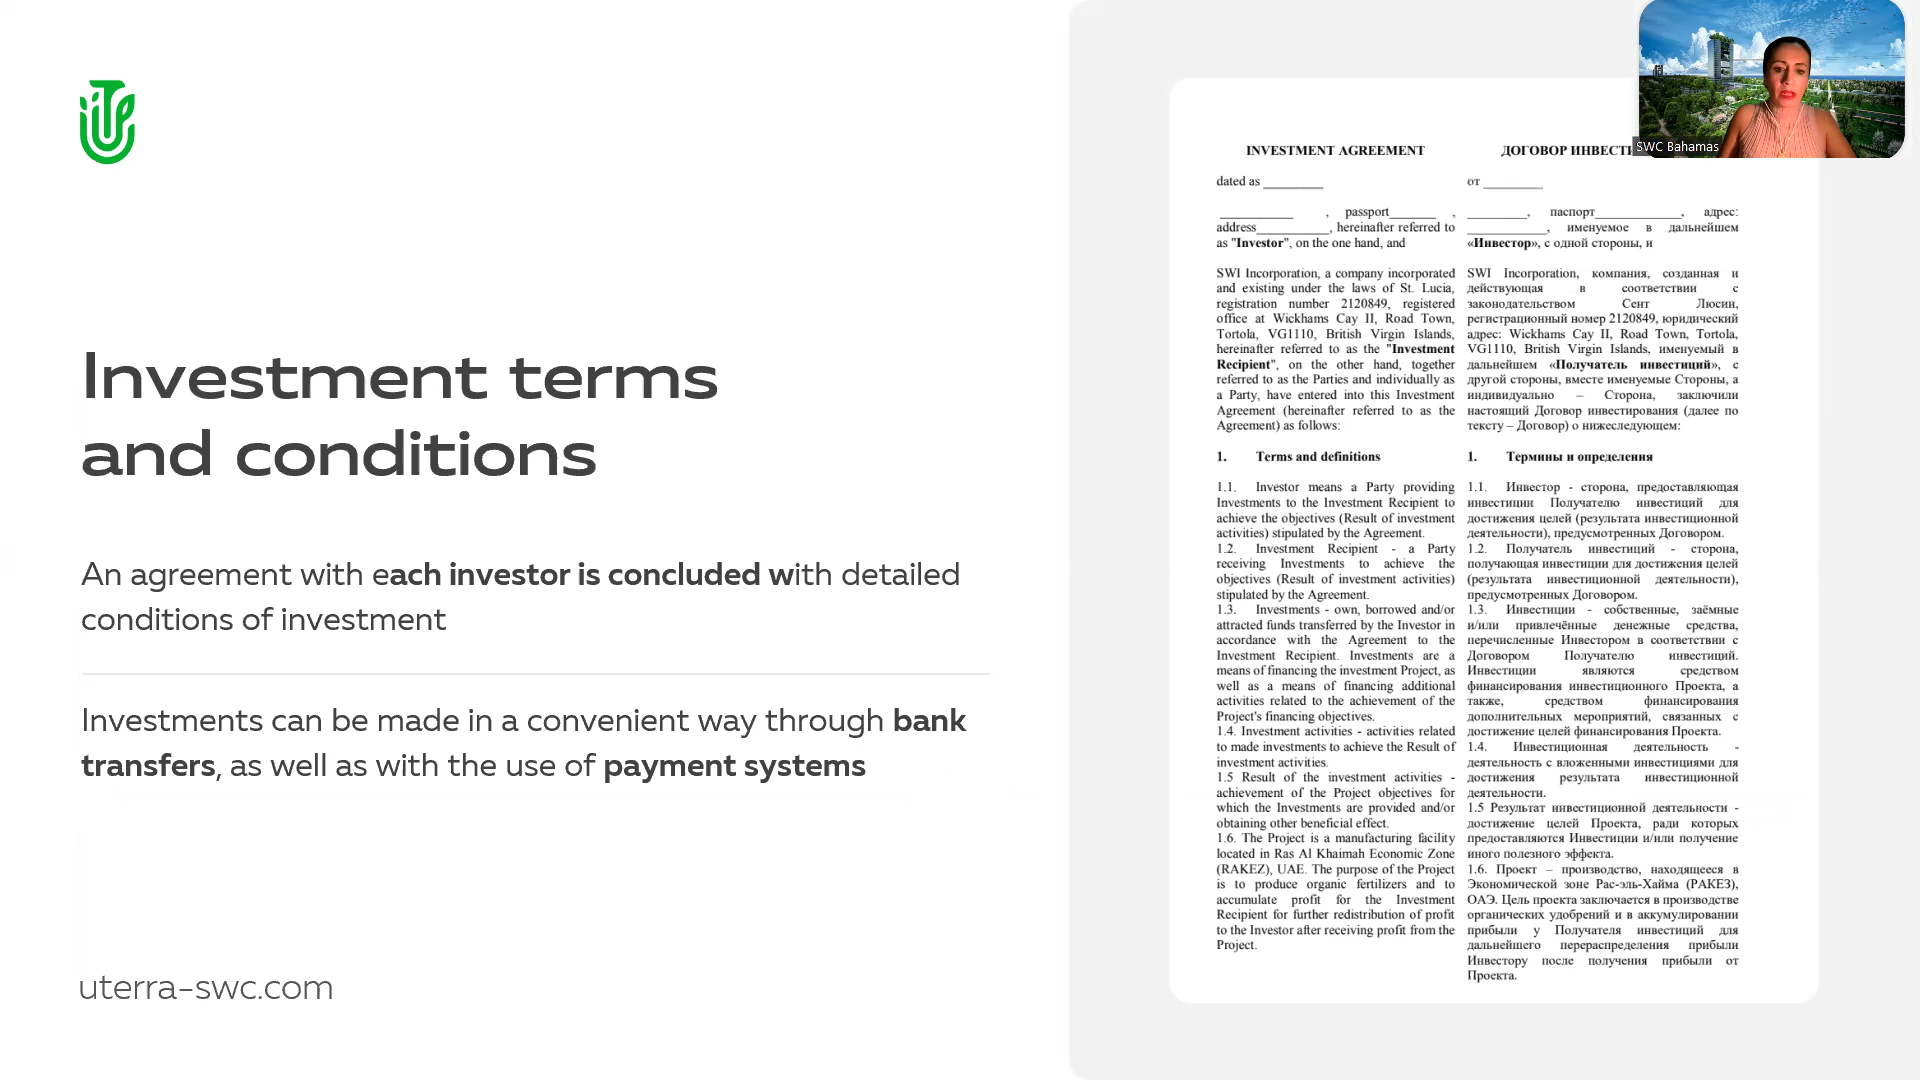 Investment terms
and conditions
An agreement with each investor is concluded with detailed
conditions of investment
Investments can be made in a convenient way through bank
transfers, as well as with the use of payment systems
uterra-swc.com
SWC Bahamas
INVESTMENT AGREEMENT
dated as _________
___________ , passport_______ ,
address___________, hereinafter referred to
as "Investor", on the one hand, and
SWI Incorporation, a company incorporated
and existing under the laws of St. Lucia,
registration number 2120849, registered
office at Wickhams Cay II, Road Town,
Tortola, VG1110, British Virgin Islands,
hereinafter referred to as the "Investment
Recipient", on the other hand, together
referred to as the Parties and individually as
a Party, have entered into this Investment
Agreement (hereinafter referred to as the
Agreement) as follows:
1. Terms and definitions
1.1. Investor means a Party providing
Investments to the Investment Recipient to
achieve the objectives (Result of investment
activities) stipulated by the Agreement.
1.2. Investment Recipient - a Party
receiving Investments to achieve the
objectives (Result of investment activities)
stipulated by the Agreement.
1.3. Investments - own, borrowed and/or
attracted funds transferred by the Investor in
accordance with the Agreement to the
Investment Recipient. Investments are a
means of financing the investment Project, as
well as a means of financing additional
activities related to the achievement of the
Project's financing objectives.
1.4. Investment activities - activities related
to made investments to achieve the Result of
investment activities.
1.5 Result of the investment activities -
achievement of the Project objectives for
which the Investments are provided and/or
obtaining other beneficial effect.
1.6. The Project is a manufacturing facility
located in Ras Al Khaimah Economic Zone
(RAKEZ), UAE. The purpose of the Project
is to produce organic fertilizers and to
accumulate profit for the Investment
Recipient for further redistribution of profit
to the Investor after receiving profit from the
Project.
ДОГОВОР ИНВЕСТИ
от _________
_________, паспорт_____________, адрес:
____________, именуемое в дальнейшем
«Инвестор», с одной стороны, и
SWI Incorporation, компания, созданная и
действующая в соответствии с
законодательством Сент Люсии,
регистрационный номер 2120849, юридический
адрес: Wickhams Cay II, Road Town, Tortola,
VG1110, British Virgin Islands, именуемый в
дальнейшем «Получатель инвестиций», с
другой стороны, вместе именуемые Стороны, а
индивидуально – Сторона, заключили
настоящий Договор инвестирования (далее по
тексту – Договор) о нижеследующем:
1. Термины и определения
1.1. Инвестор - сторона, предоставляющая
инвестиции Получателю инвестиций для
достижения целей (результата инвестиционной
деятельности), предусмотренных Договором.
1.2. Получатель инвестиций - сторона,
получающая инвестиции для достижения целей
(результата инвестиционной деятельности),
предусмотренных Договором.
1.3. Инвестиции - собственные, заёмные
и/или привлечённые денежные средства,
перечисленные Инвестором в соответствии с
Договором Получателю инвестиций.
Инвестиции являются средством
финансирования инвестиционного Проекта, а
также, средством финансирования
дополнительных мероприятий, связанных с
достижение целей финансирования Проекта.
1.4. Инвестиционная деятельность -
деятельность с вложенными инвестициями для
достижения результата инвестиционной
деятельности.
1.5 Результат инвестиционной деятельности -
достижение целей Проекта, ради которых
предоставляются Инвестиции и/или получение
иного полезного эффекта.
1.6. Проект – производство, находящееся в
Экономической зоне Рас-эль-Хайма (РАКЕЗ),
ОАЭ. Цель проекта заключается в производстве
органических удобрений и в аккумулировании
прибыли у Получателя инвестиций для
дальнейшего перераспределения прибыли
Инвестору после получения прибыли от
Проекта.